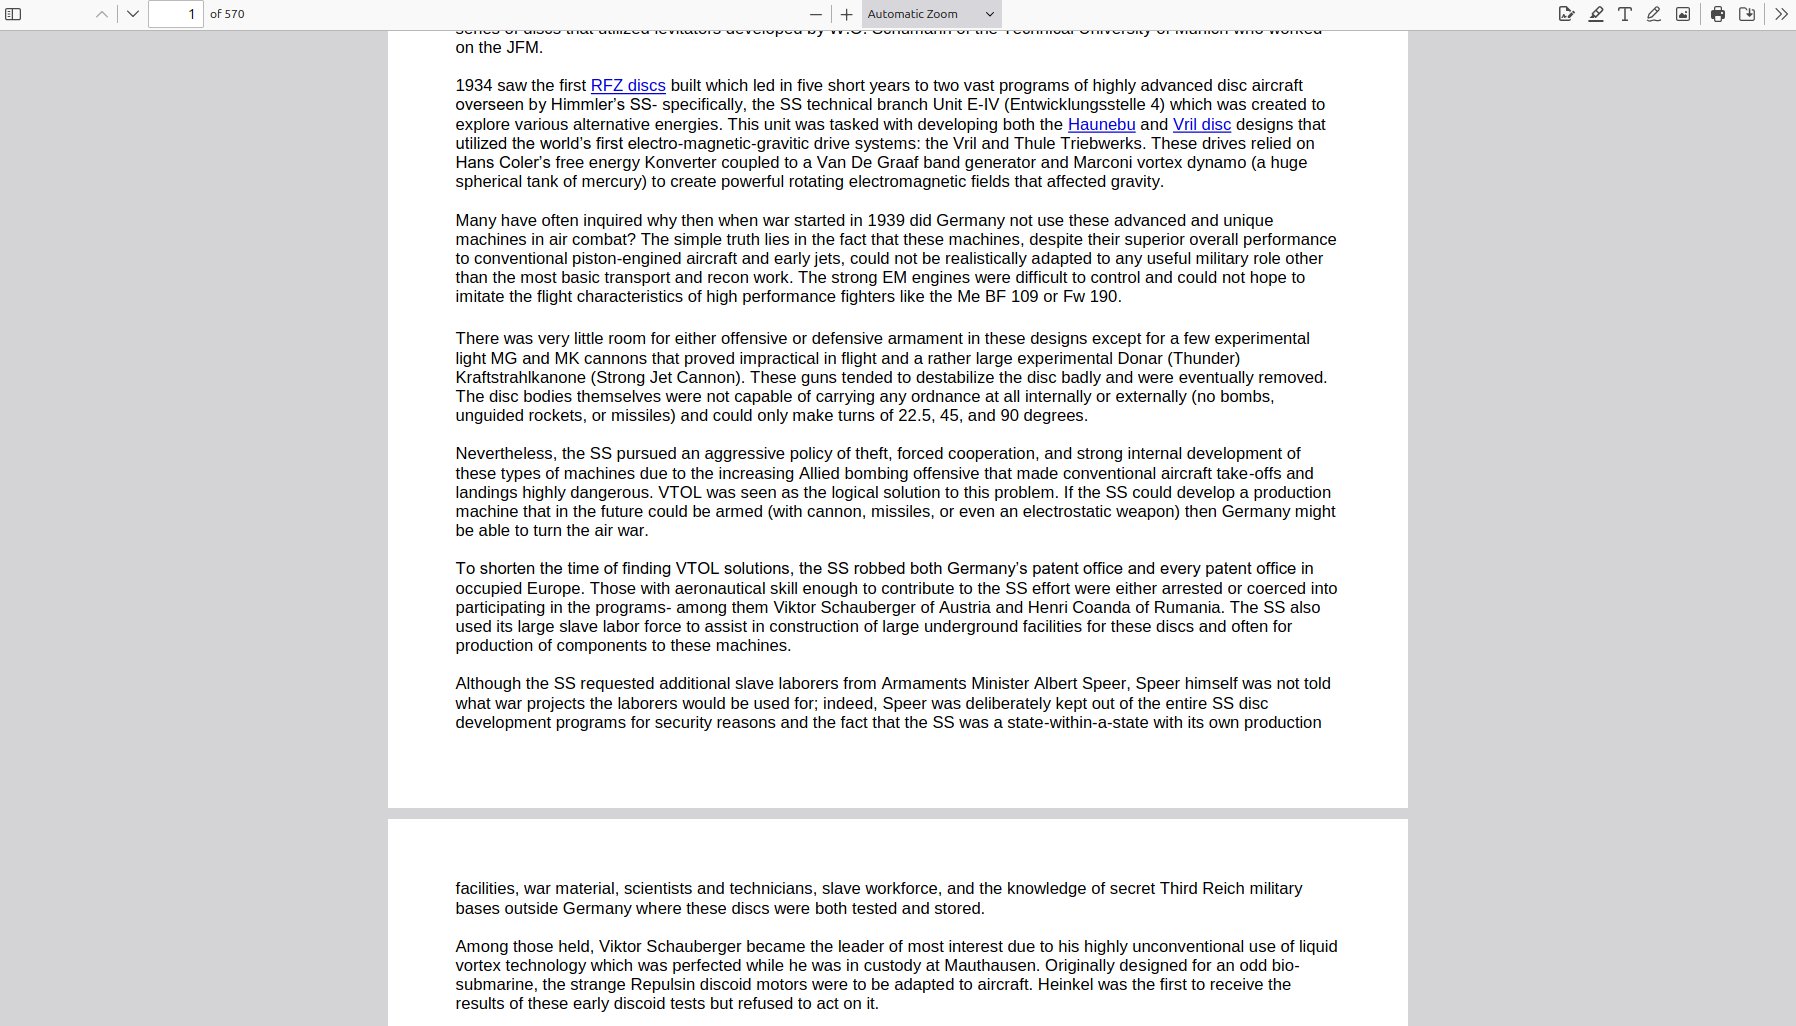 1 of 570 Automatic Zoom
series of discs that utilized levitators developed by W.O. Schumann of the Technical University of Munich who worked
on the JFM.
1934 saw the first RFZ discs built which led in five short years to two vast programs of highly advanced disc aircraft
overseen by Himmler’s SS- specifically, the SS technical branch Unit E-IV (Entwicklungsstelle 4) which was created to
explore various alternative energies. This unit was tasked with developing both the Haunebu and Vril disc designs that
utilized the world’s first electro-magnetic-gravitic drive systems: the Vril and Thule Triebwerks. These drives relied on
Hans Coler’s free energy Konverter coupled to a Van De Graaf band generator and Marconi vortex dynamo (a huge
spherical tank of mercury) to create powerful rotating electromagnetic fields that affected gravity.
Many have often inquired why then when war started in 1939 did Germany not use these advanced and unique
machines in air combat? The simple truth lies in the fact that these machines, despite their superior overall performance
to conventional piston-engined aircraft and early jets, could not be realistically adapted to any useful military role other
than the most basic transport and recon work. The strong EM engines were difficult to control and could not hope to
imitate the flight characteristics of high performance fighters like the Me BF 109 or Fw 190.
There was very little room for either offensive or defensive armament in these designs except for a few experimental
light MG and MK cannons that proved impractical in flight and a rather large experimental Donar (Thunder)
Kraftstrahlkanone (Strong Jet Cannon). These guns tended to destabilize the disc badly and were eventually removed.
The disc bodies themselves were not capable of carrying any ordnance at all internally or externally (no bombs,
unguided rockets, or missiles) and could only make turns of 22.5, 45, and 90 degrees.
Nevertheless, the SS pursued an aggressive policy of theft, forced cooperation, and strong internal development of
these types of machines due to the increasing Allied bombing offensive that made conventional aircraft take-offs and
landings highly dangerous. VTOL was seen as the logical solution to this problem. If the SS could develop a production
machine that in the future could be armed (with cannon, missiles, or even an electrostatic weapon) then Germany might
be able to turn the air war.
To shorten the time of finding VTOL solutions, the SS robbed both Germany’s patent office and every patent office in
occupied Europe. Those with aeronautical skill enough to contribute to the SS effort were either arrested or coerced into
participating in the programs- among them Viktor Schauberger of Austria and Henri Coanda of Rumania. The SS also
used its large slave labor force to assist in construction of large underground facilities for these discs and often for
production of components to these machines.
Although the SS requested additional slave laborers from Armaments Minister Albert Speer, Speer himself was not told
what war projects the laborers would be used for; indeed, Speer was deliberately kept out of the entire SS disc
development programs for security reasons and the fact that the SS was a state-within-a-state with its own production
facilities, war material, scientists and technicians, slave workforce, and the knowledge of secret Third Reich military
bases outside Germany where these discs were both tested and stored.
Among those held, Viktor Schauberger became the leader of most interest due to his highly unconventional use of liquid
vortex technology which was perfected while he was in custody at Mauthausen. Originally designed for an odd bio-
submarine, the strange Repulsin discoid motors were to be adapted to aircraft. Heinkel was the first to receive the
results of these early discoid tests but refused to act on it.